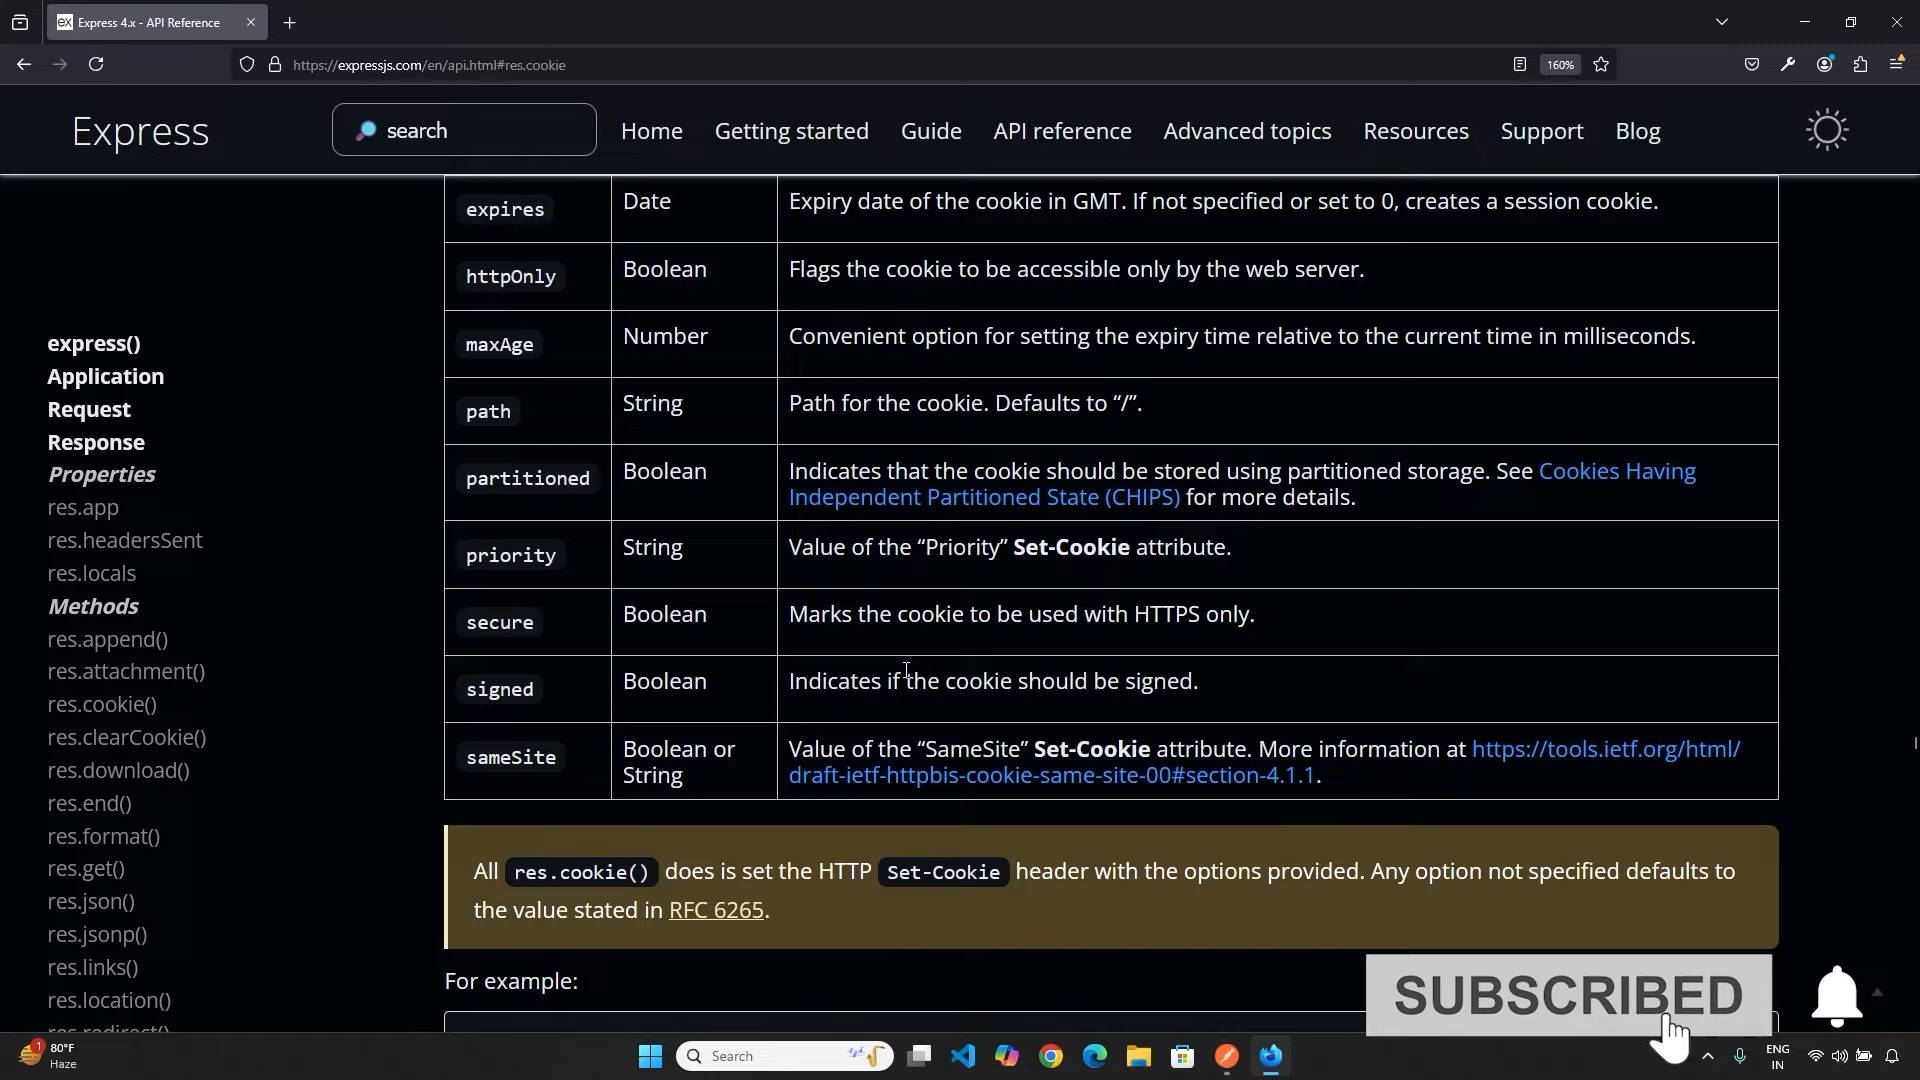 Express 4.x - API Reference
https://expressjs.com/en/api.html#res.cookie
160%
Express
search
Home
Getting started
Guide
API reference
Advanced topics
Resources
Support
Blog
express()
Application
Request
Response
Properties
res.app
res.headersSent
res.locals
Methods
res.append()
res.attachment()
res.cookie()
res.clearCookie()
res.download()
res.end()
res.format()
res.get()
res.json()
res.jsonp()
res.links()
res.location()
res.redirect()
expires
Date
Expiry date of the cookie in GMT. If not specified or set to 0, creates a session cookie.
httpOnly
Boolean
Flags the cookie to be accessible only by the web server.
maxAge
Number
Convenient option for setting the expiry time relative to the current time in milliseconds.
path
String
Path for the cookie. Defaults to “/”.
partitioned
Boolean
Indicates that the cookie should be stored using partitioned storage. See Cookies Having
Independent Partitioned State (CHIPS) for more details.
priority
String
Value of the “Priority” Set-Cookie attribute.
secure
Boolean
Marks the cookie to be used with HTTPS only.
signed
Boolean
Indicates if the cookie should be signed.
sameSite
Boolean or
String
Value of the “SameSite” Set-Cookie attribute. More information at https://tools.ietf.org/html/
draft-ietf-httpbis-cookie-same-site-00#section-4.1.1.
All res.cookie() does is set the HTTP Set-Cookie header with the options provided. Any option not specified defaults to
the value stated in RFC 6265.
For example:
SUBSCRIBED
1
80°F
Haze
Search
ENG
IN